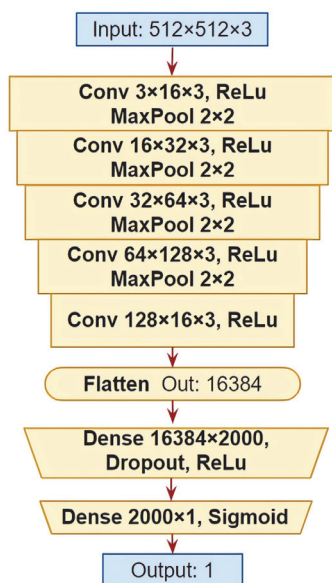 Input: 512×512×3
Conv 3×16×3, ReLu
MaxPool 2×2
Conv 16×32×3, ReLu
MaxPool 2×2
Conv 32×64×3, ReLu
MaxPool 2×2
Conv 64×128×3, ReLu
MaxPool 2×2
Conv 128×16×3, ReLu
Flatten Out: 16384
Dense 16384×2000,
Dropout, ReLu
Dense 2000×1, Sigmoid
Output: 1